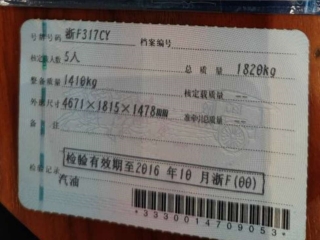 号牌号码 浙F317CY 档案编号
核定载人数 5人 总质量 1820kg
整备质量 1410kg 核定载质量 --
外廓尺寸 4671×1815×1478mm 准牵引总质量 --
备注
检验记录 检验有效期至2016年10月浙F(00)
汽油
*3330014709053*